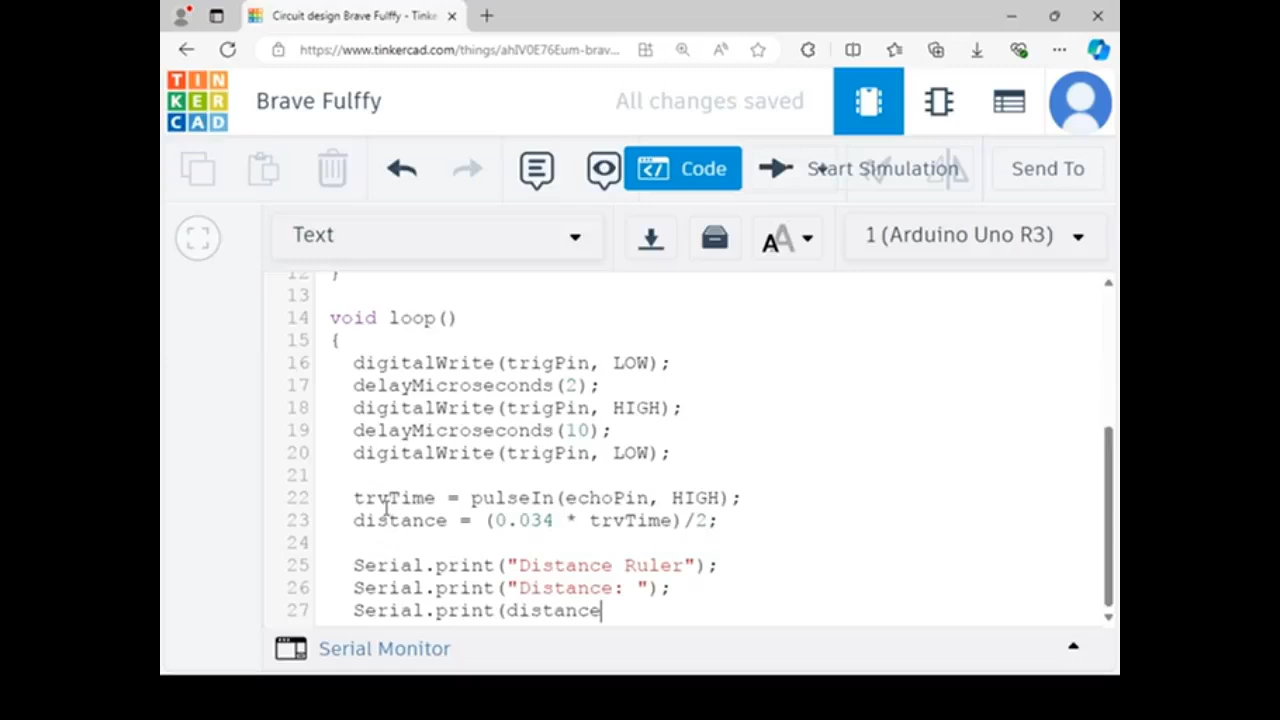 Circuit design Brave Fulffy - Tinke
https://www.tinkercad.com/things/ahIV0E76Eum-brav...
TIN
KER
CAD
Brave Fulffy
All changes saved
Code
Start Simulation
Send To
Text
1 (Arduino Uno R3)
12 }
13
14 void loop()
15 {
16 digitalWrite(trigPin, LOW);
17 delayMicroseconds(2);
18 digitalWrite(trigPin, HIGH);
19 delayMicroseconds(10);
20 digitalWrite(trigPin, LOW);
21
22 trvTime = pulseIn(echoPin, HIGH);
23 distance = (0.034 * trvTime)/2;
24
25 Serial.print("Distance Ruler");
26 Serial.print("Distance: ");
27 Serial.print(distance
Serial Monitor